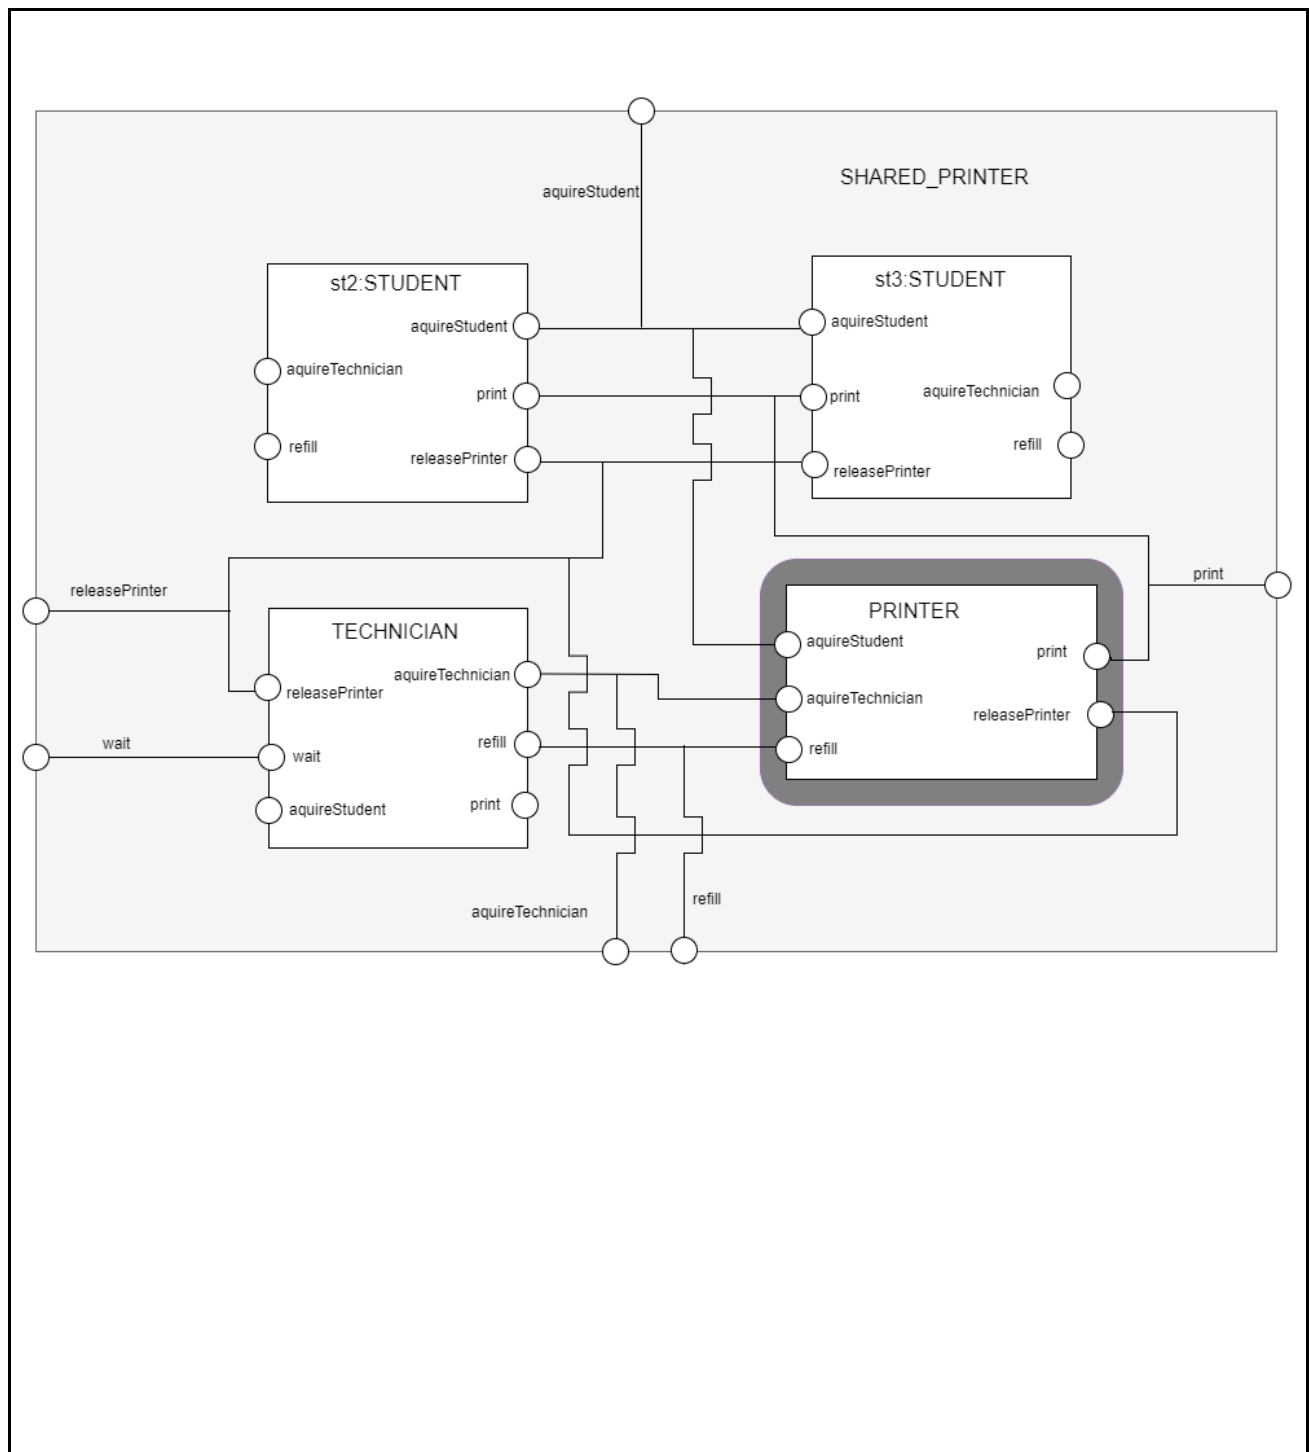 SHARED_PRINTER
aquireStudent
st2:STUDENT
aquireStudent
aquireTechnician
print
refill
releasePrinter
st3:STUDENT
aquireStudent
print
aquireTechnician
refill
releasePrinter
releasePrinter
wait
print
TECHNICIAN
aquireTechnician
releasePrinter
refill
wait
print
aquireStudent
PRINTER
aquireStudent
print
aquireTechnician
releasePrinter
refill
aquireTechnician
refill